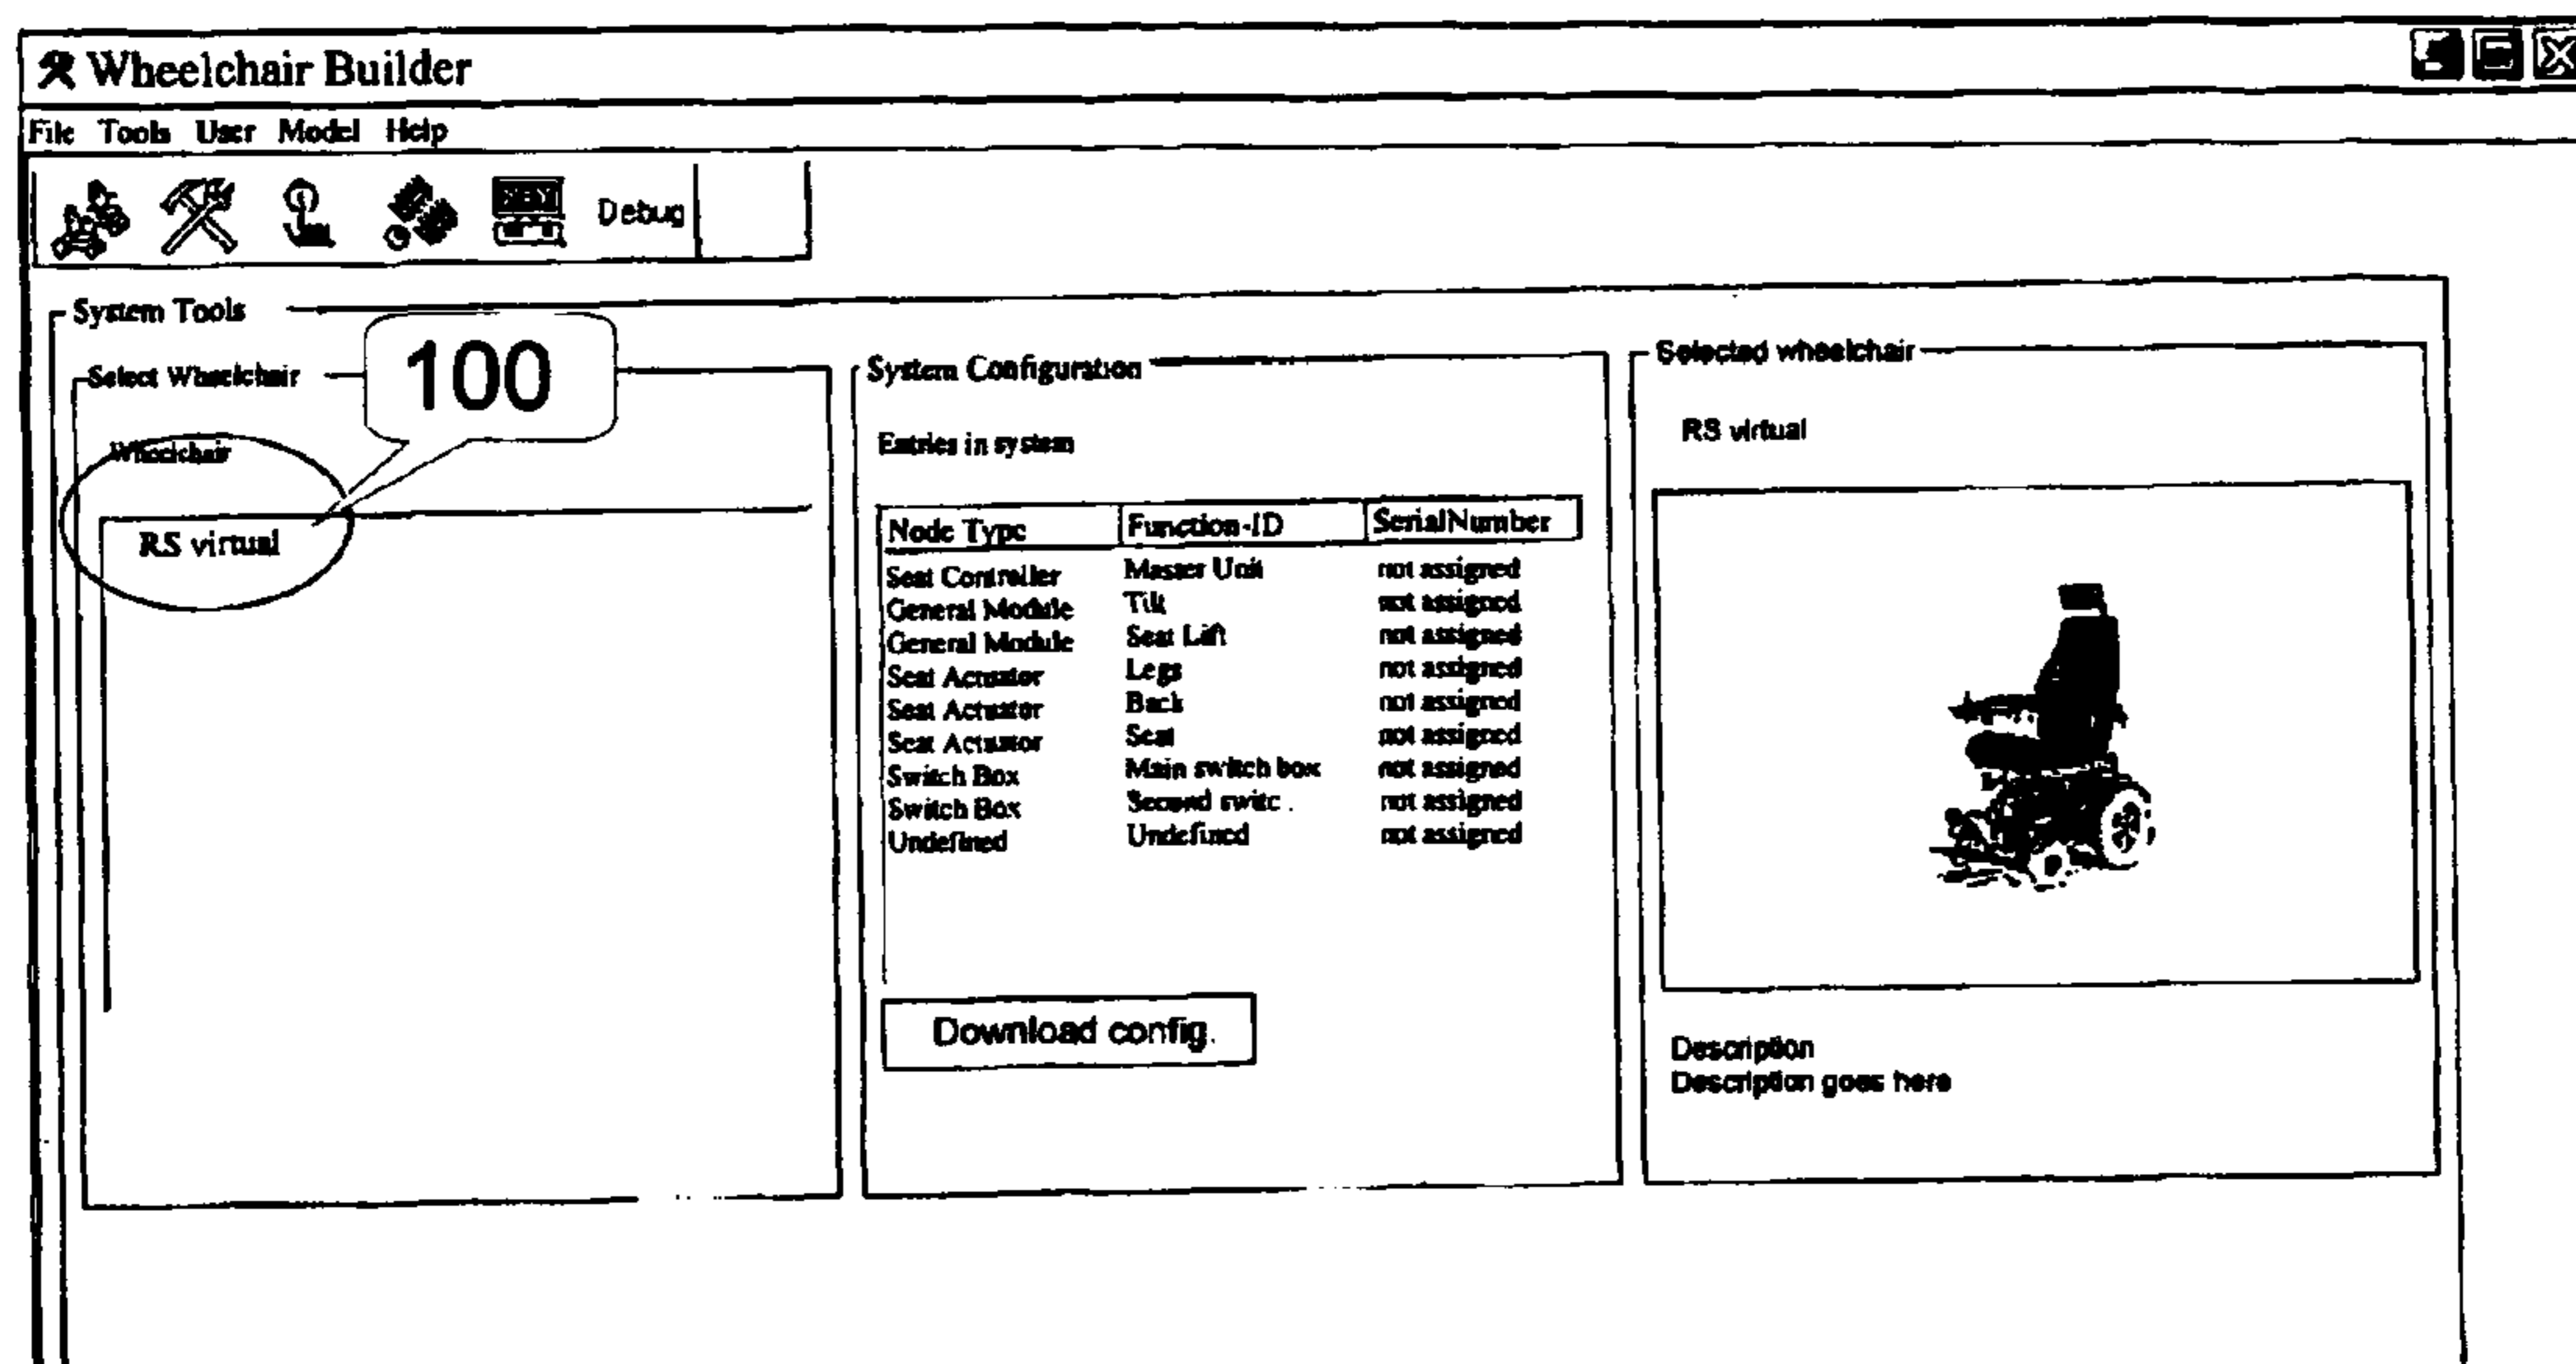 Wheelchair Builder
File Tools User Model Help
Debug
System Tools
Select Wheelchair
100
Wheelchair
RS virtual
System Configuration
Entries in system
Node Type Function-ID SerialNumber
Seat Controller Master Unit not assigned
General Module Tilt not assigned
General Module Seat Lift not assigned
Seat Actuator Legs not assigned
Seat Actuator Back not assigned
Seat Actuator Seat not assigned
Switch Box Main switch box not assigned
Switch Box Second switc . not assigned
Undefined Undefined not assigned
Download config.
Selected wheelchair
RS virtual
Description
Description goes here